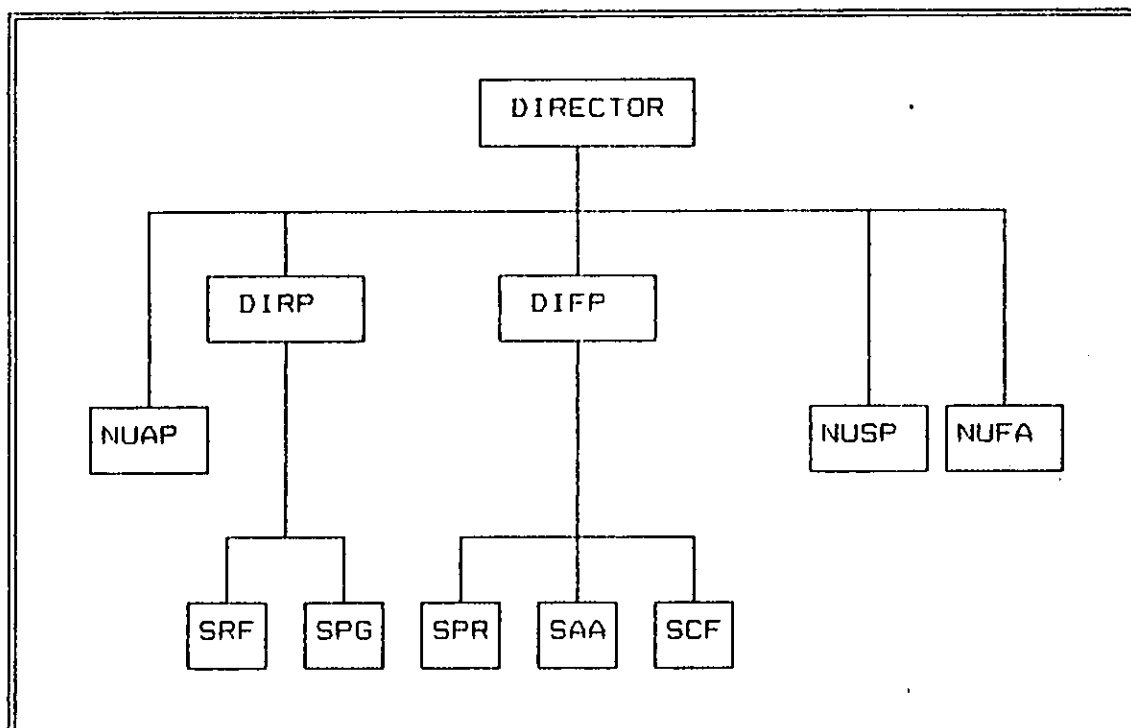 DIRECTOR
DIRP
DIFP
NUAP
NUSP
NUFA
SRF
SPG
SPR
SAA
SCF